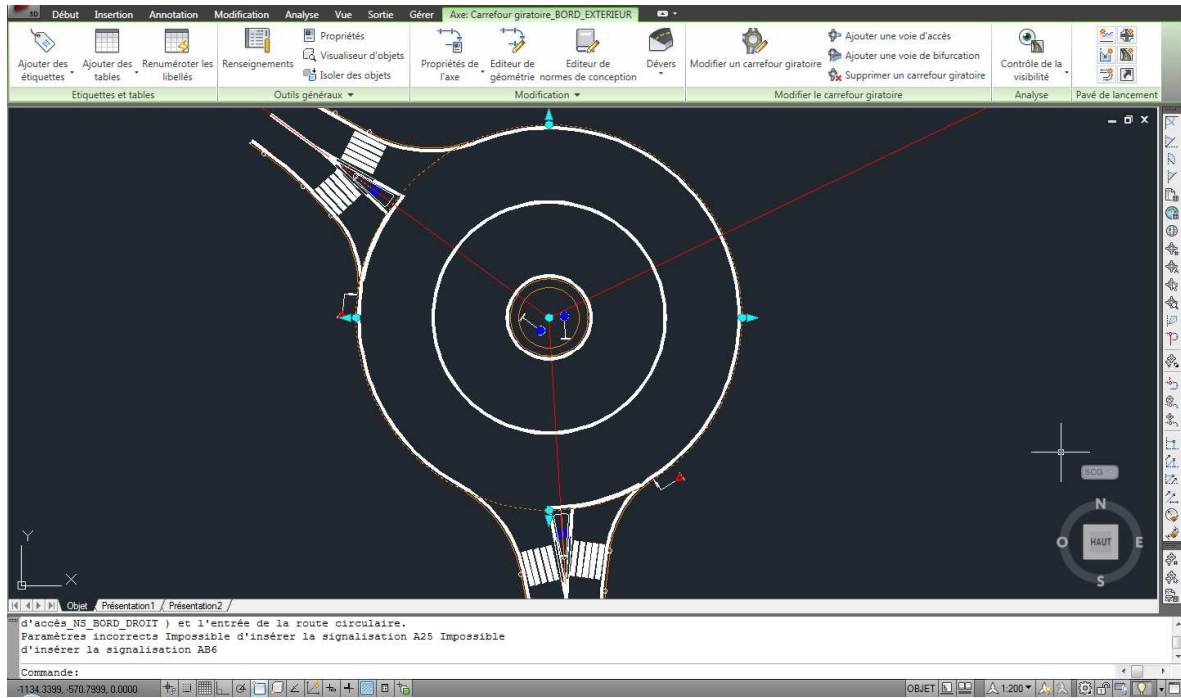 3D Début Insertion Annotation Modification Analyse Vue Sortie Gérer Axe: Carrefour giratoire_BORD_EXTERIEUR
Ajouter des étiquettes
Ajouter des tables
Renuméroter les libellés
Etiquettes et tables
Renseignements
Propriétés
Visualiseur d'objets
Isoler des objets
Outils généraux
Propriétés de l'axe
Editeur de géométrie
Editeur de normes de conception
Dévers
Modification
Modifier un carrefour giratoire
Ajouter une voie d'accès
Ajouter une voie de bifurcation
Supprimer un carrefour giratoire
Modifier le carrefour giratoire
Contrôle de la visibilité
Analyse
Pavé de lancement
SCG
N
O HAUT E
S
Y
X
Objet Présentation1 Présentation2
d'accès_NS_BORD_DROIT ) et l'entrée de la route circulaire.
Paramètres incorrects Impossible d'insérer la signalisation A25 Impossible
d'insérer la signalisation AB6
Commande:
-1134.3399, -570.7999, 0.0000 OBJET 1:200